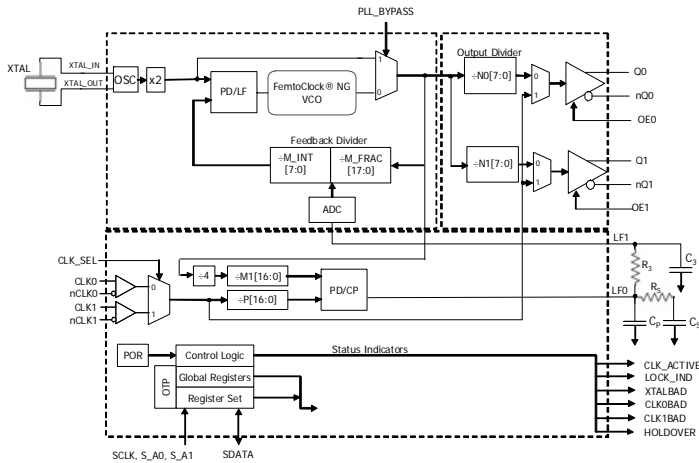 PLL_BYPASS
XTAL
XTAL_IN
XTAL_OUT
OSC
x2
PD/LF
FemtoClock® NG
VCO
1
0
Output Divider
÷N0[7:0]
0
1
Q0
nQ0
OE0
Feedback Divider
÷M_INT
[7:0]
÷M_FRAC
[17:0]
÷N1[7:0]
0
1
Q1
nQ1
OE1
ADC
LF1
CLK_SEL
CLK0
nCLK0
CLK1
nCLK1
0
1
÷4
÷M1[16:0]
÷P[16:0]
PD/CP
LF0
R3
RS
C3
CP
CS
POR
Control Logic
Global Registers
Register Set
OTP
Status Indicators
CLK_ACTIVE
LOCK_IND
XTALBAD
CLK0BAD
CLK1BAD
HOLDOVER
SCLK, S_A0, S_A1
SDATA